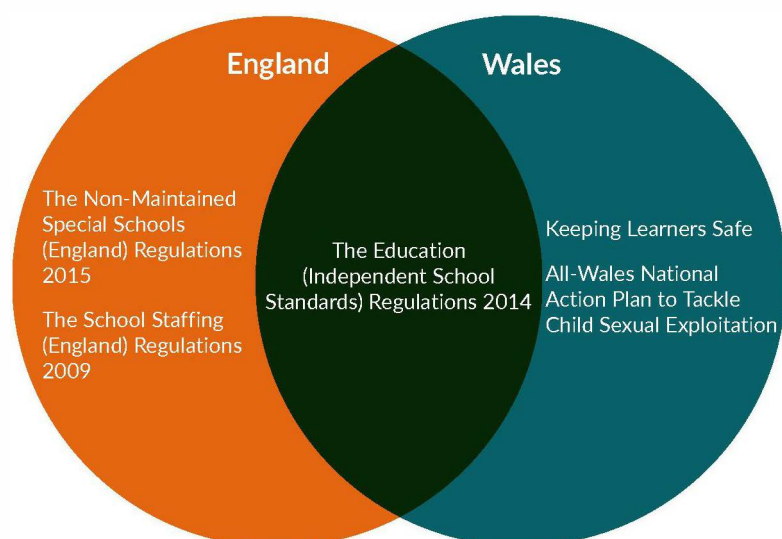 England
Wales
The Non-Maintained
Special Schools
(England) Regulations
2015
The School Staffing
(England) Regulations
2009
The Education
(Independent School
Standards) Regulations 2014
Keeping Learners Safe
All-Wales National
Action Plan to Tackle
Child Sexual Exploitation